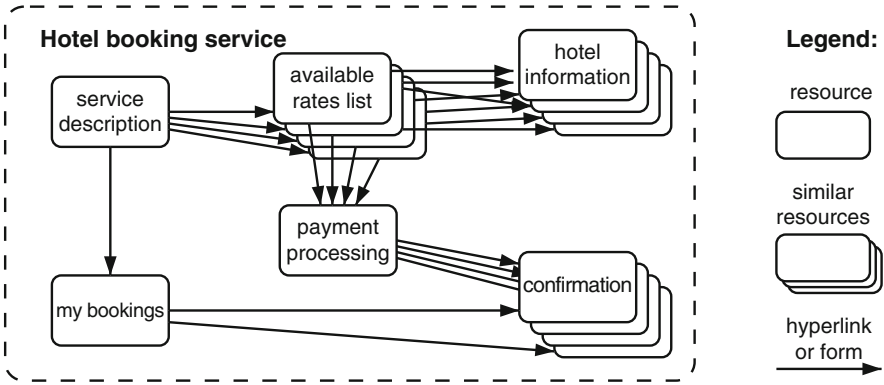 Hotel booking service
service
description
available
rates list
hotel
information
payment
processing
my bookings
confirmation
Legend:
resource
similar
resources
hyperlink
or form